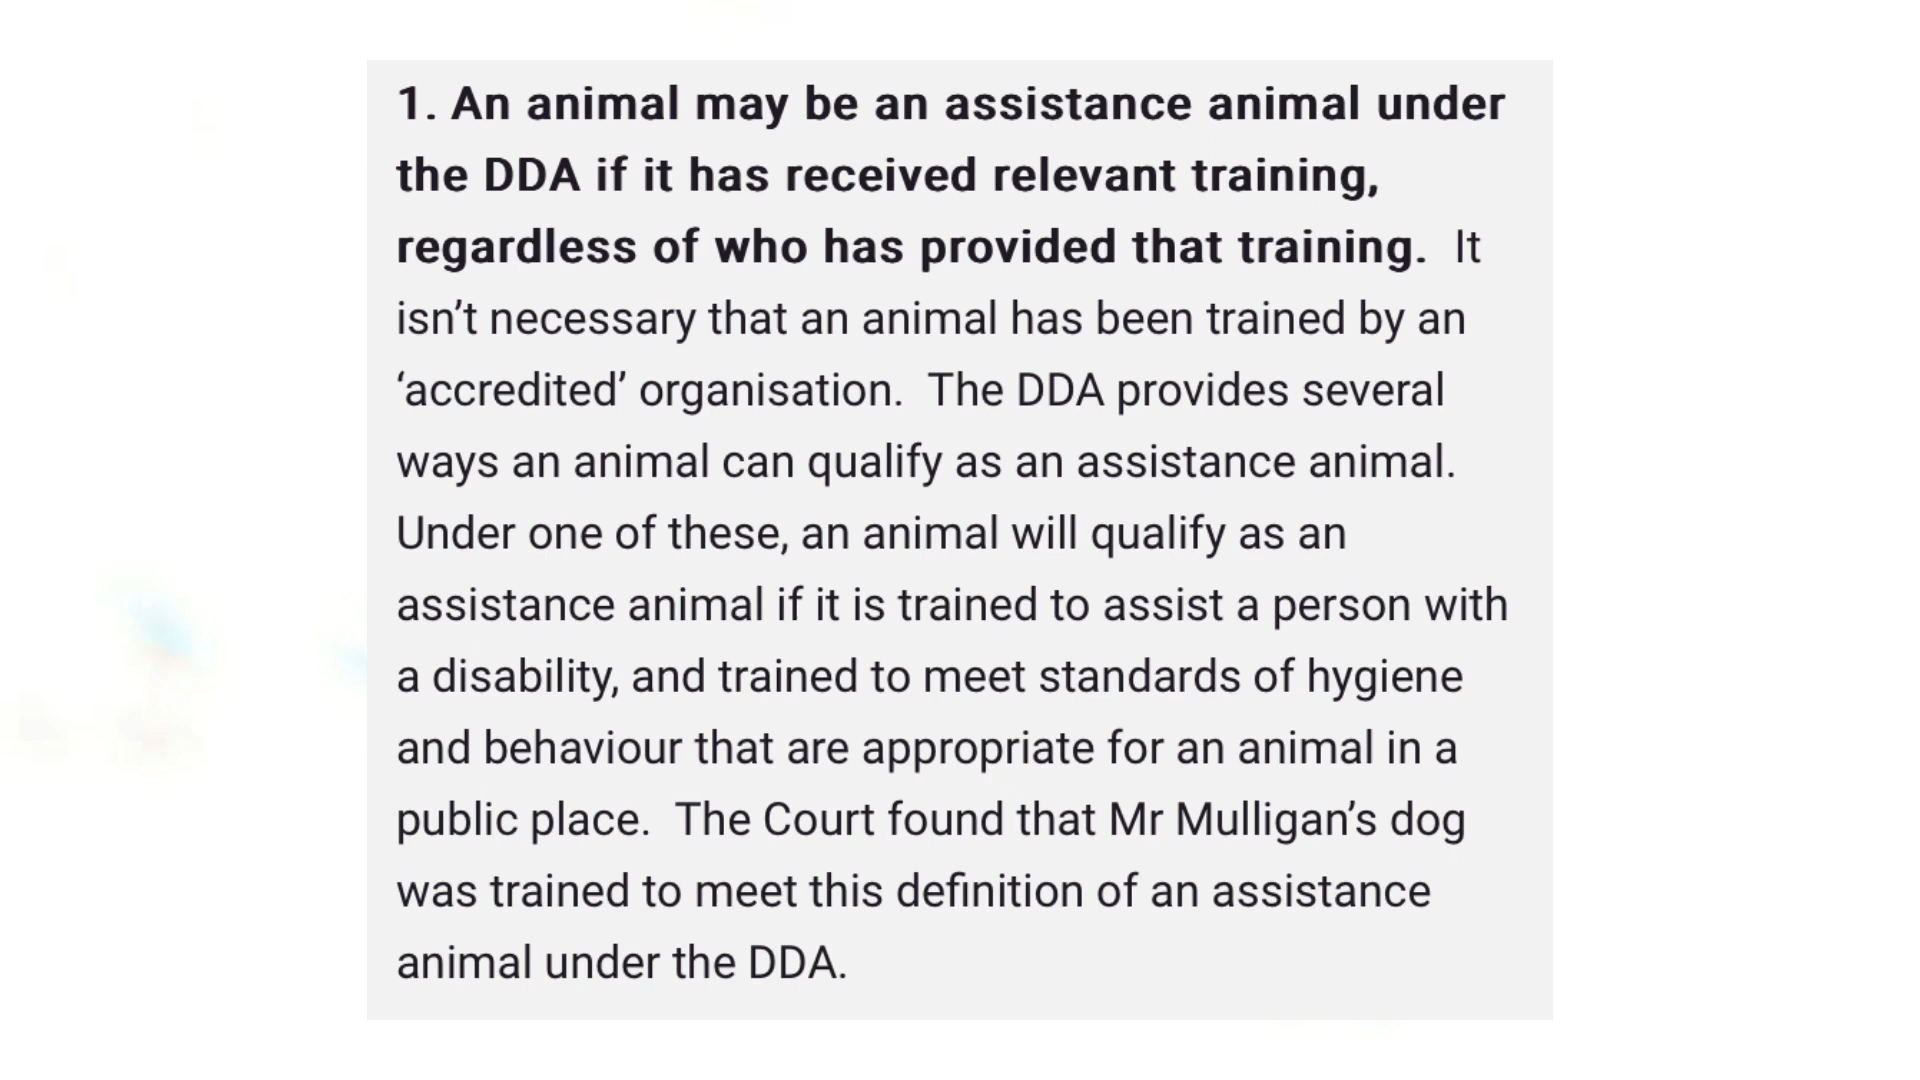 1. An animal may be an assistance animal under
the DDA if it has received relevant training,
regardless of who has provided that training.  It
isn’t necessary that an animal has been trained by an
‘accredited’ organisation.  The DDA provides several
ways an animal can qualify as an assistance animal.
Under one of these, an animal will qualify as an
assistance animal if it is trained to assist a person with
a disability, and trained to meet standards of hygiene
and behaviour that are appropriate for an animal in a
public place.  The Court found that Mr Mulligan’s dog
was trained to meet this definition of an assistance
animal under the DDA.